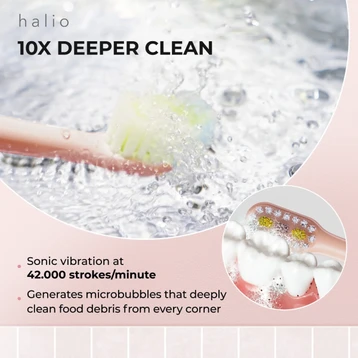 halio
10X DEEPER CLEAN
Sonic vibration at
42.000 strokes/minute
Generates microbubbles that deeply
clean food debris from every corner